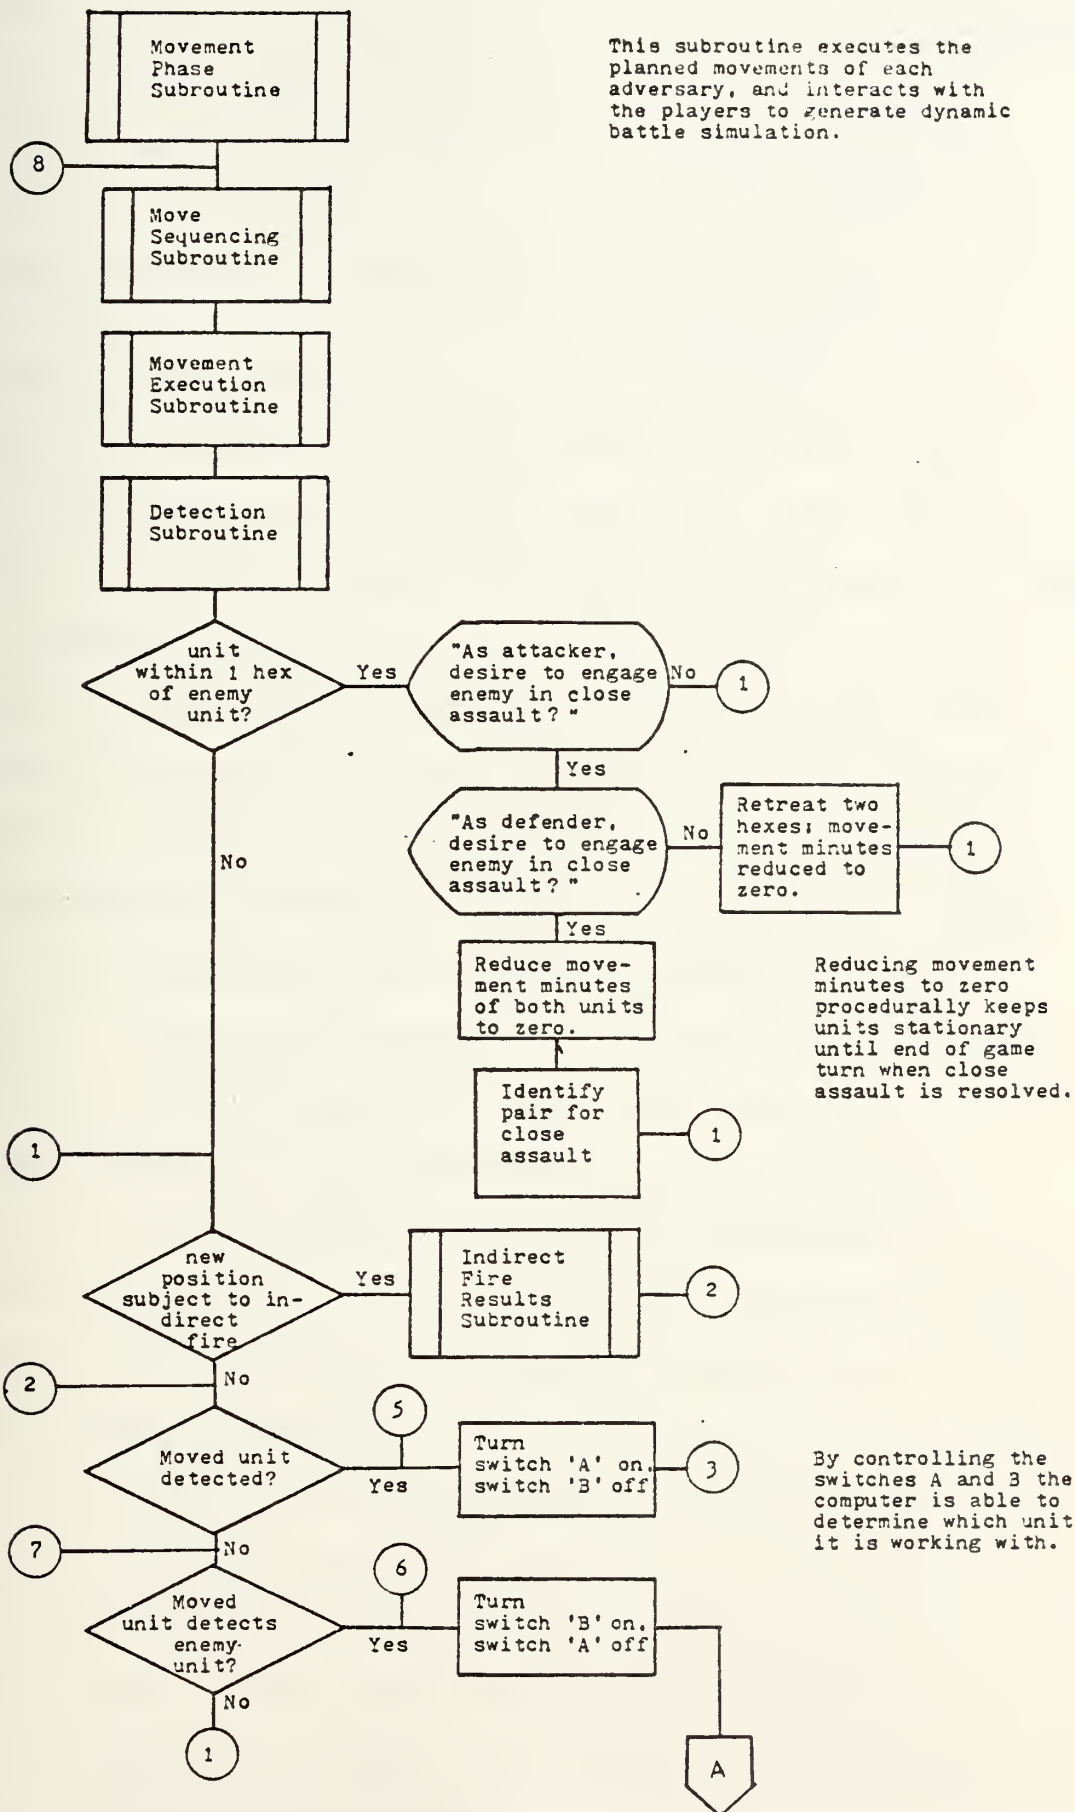 Movement
Phase
Subroutine
This subroutine executes the
planned movements of each
adversary, and interacts with
the players to generate dynamic
battle simulation.
8
Move
Sequencing
Subroutine
Movement
Execution
Subroutine
Detection
Subroutine
unit
within 1 hex
of enemy
unit?
Yes
"As attacker,
desire to engage
enemy in close
assault?"
No
1
Yes
"As defender,
desire to engage
enemy in close
assault?"
No
Retreat two
hexes; move-
ment minutes
reduced to
zero.
1
No
Yes
Reduce move-
ment minutes
of both units
to zero.
Reducing movement
minutes to zero
procedurally keeps
units stationary
until end of game
turn when close
assault is resolved.
Identify
pair for
close
assault
1
1
new
position
subject to in-
direct
fire
Yes
Indirect
Fire
Results
Subroutine
2
No
2
5
Moved unit
detected?
Yes
Turn
switch 'A' on.
switch 'B' off
3
By controlling the
switches A and B the
computer is able to
determine which unit
it is working with.
No
7
6
Moved
unit detects
enemy
unit?
Yes
Turn
switch 'B' on.
switch 'A' off
No
1
A